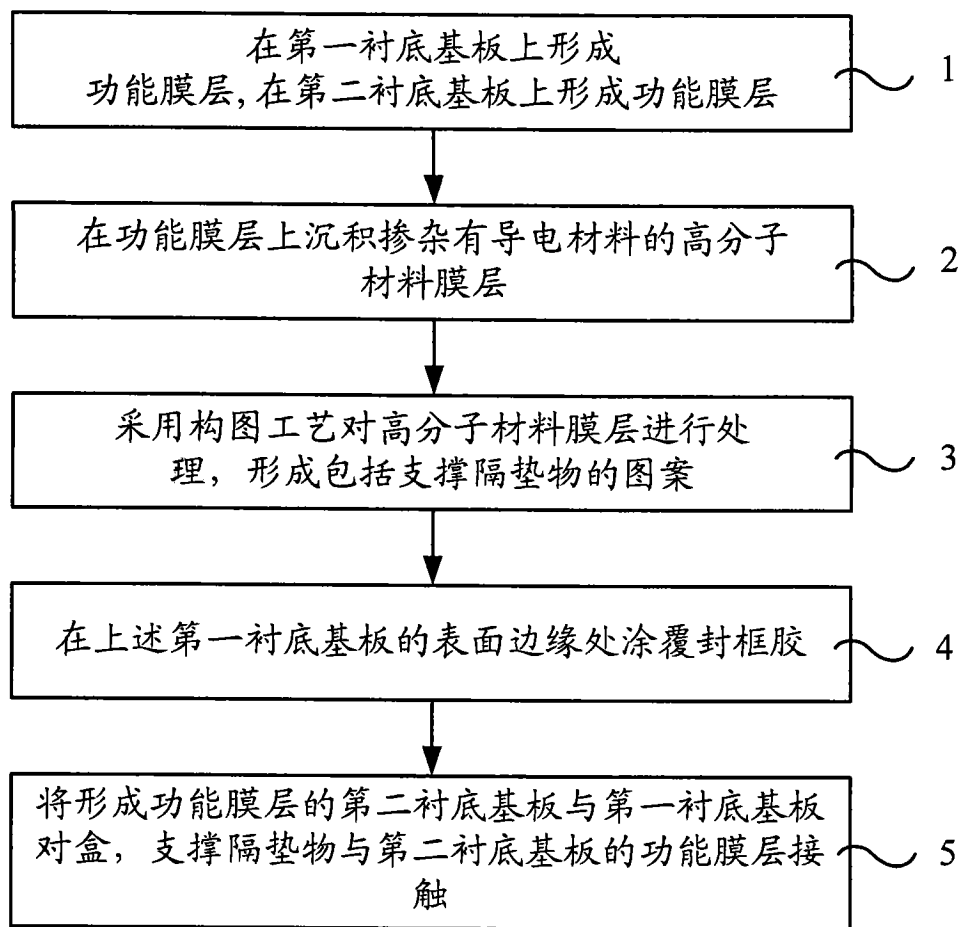 在第一衬底基板上形成
功能膜层,在第二衬底基板上形成功能膜层
1
在功能膜层上沉积掺杂有导电材料的高分子
材料膜层
2
采用构图工艺对高分子材料膜层进行处
理，形成包括支撑隔垫物的图案
3
在上述第一衬底基板的表面边缘处涂覆封框胶
4
将形成功能膜层的第二衬底基板与第一衬底基板
对盒，支撑隔垫物与第二衬底基板的功能膜层接
触
5